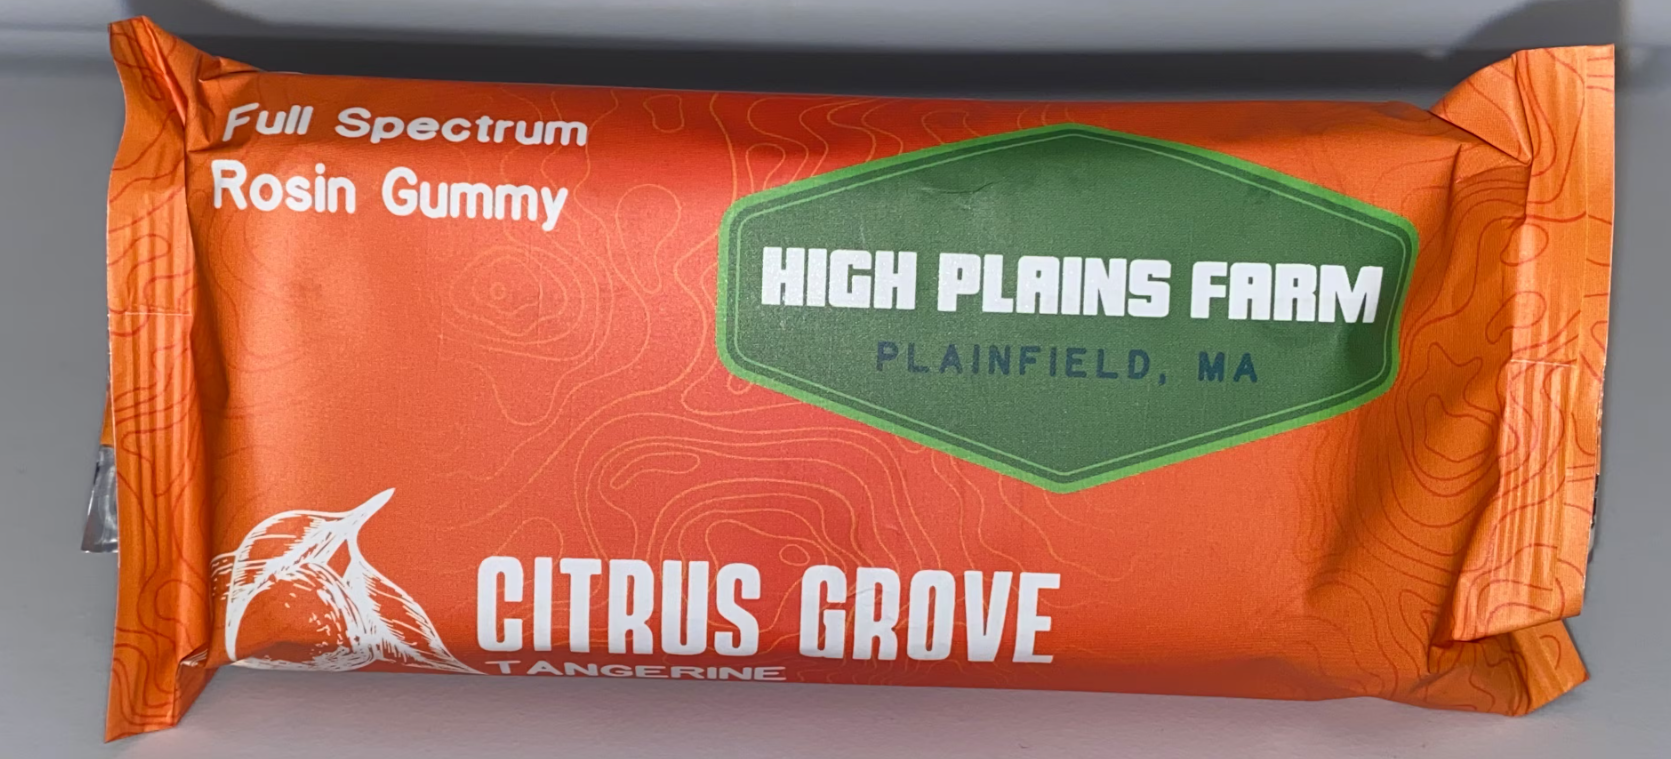 Full Spectrum
Rosin Gummy
HIGH PLAINS FARM
PLAINFIELD, MA
CITRUS GROVE
TANGERINE